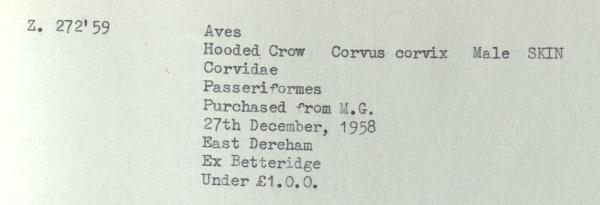 Z. 272'59
Aves
Hooded Crow Corvus corvix Male SKIN
Corvidae
Passeriformes
Purchased from M.G.
27th December, 1958
East Dereham
Ex Betteridge
Under £1.0.0.